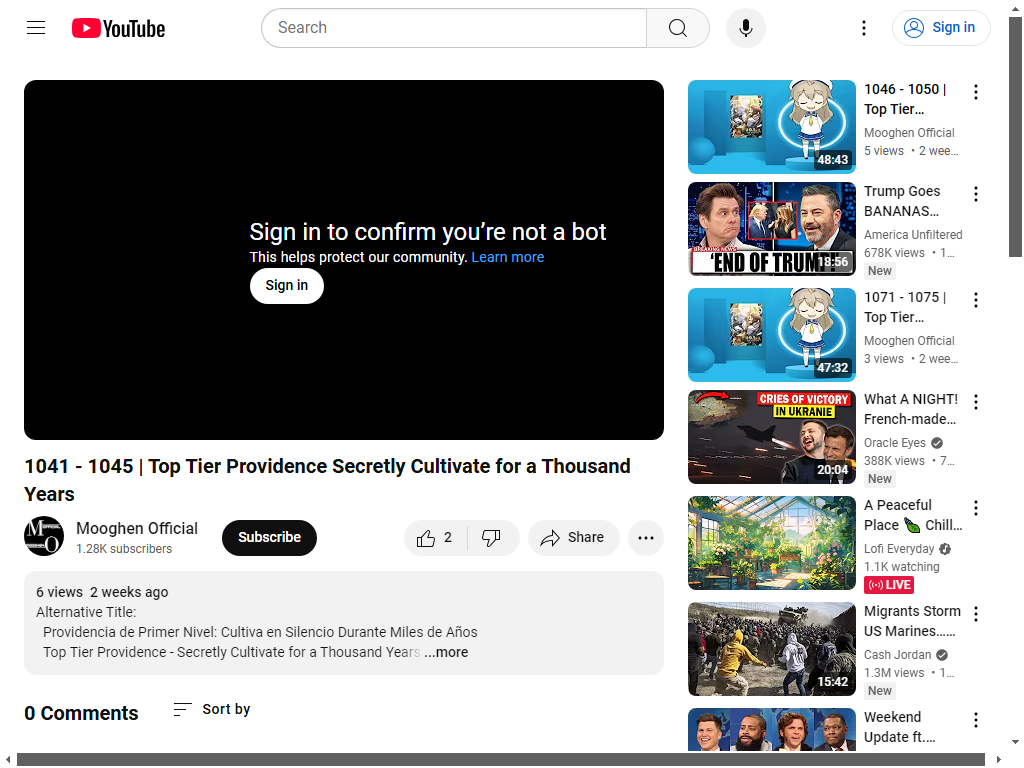 YouTube
Search
Sign in
Sign in to confirm you’re not a bot
This helps protect our community. Learn more
Sign in
1041 - 1045 | Top Tier Providence Secretly Cultivate for a Thousand
Years
Mooghen Official
1.28K subscribers
Subscribe
2
Share
6 views 2 weeks ago
Alternative Title:
Providencia de Primer Nivel: Cultiva en Silencio Durante Miles de Años
Top Tier Providence - Secretly Cultivate for a Thousand Years ...more
0 Comments
Sort by
48:43
1046 - 1050 |
Top Tier…
Mooghen Official
5 views • 2 wee…
BREAKING NEWS
'END OF TRUMP!'
18:56
Trump Goes
BANANAS…
America Unfiltered
678K views • 1…
New
47:32
1071 - 1075 |
Top Tier…
Mooghen Official
3 views • 2 wee…
CRIES OF VICTORY
IN UKRANIE
20:04
What A NIGHT!
French-made…
Oracle Eyes
388K views • 7…
New
A Peaceful
Place 🍃 Chill…
Lofi Everyday
1.1K watching
LIVE
15:42
Migrants Storm
US Marines…...
Cash Jordan
1.3M views • 1…
New
Weekend
Update ft.…